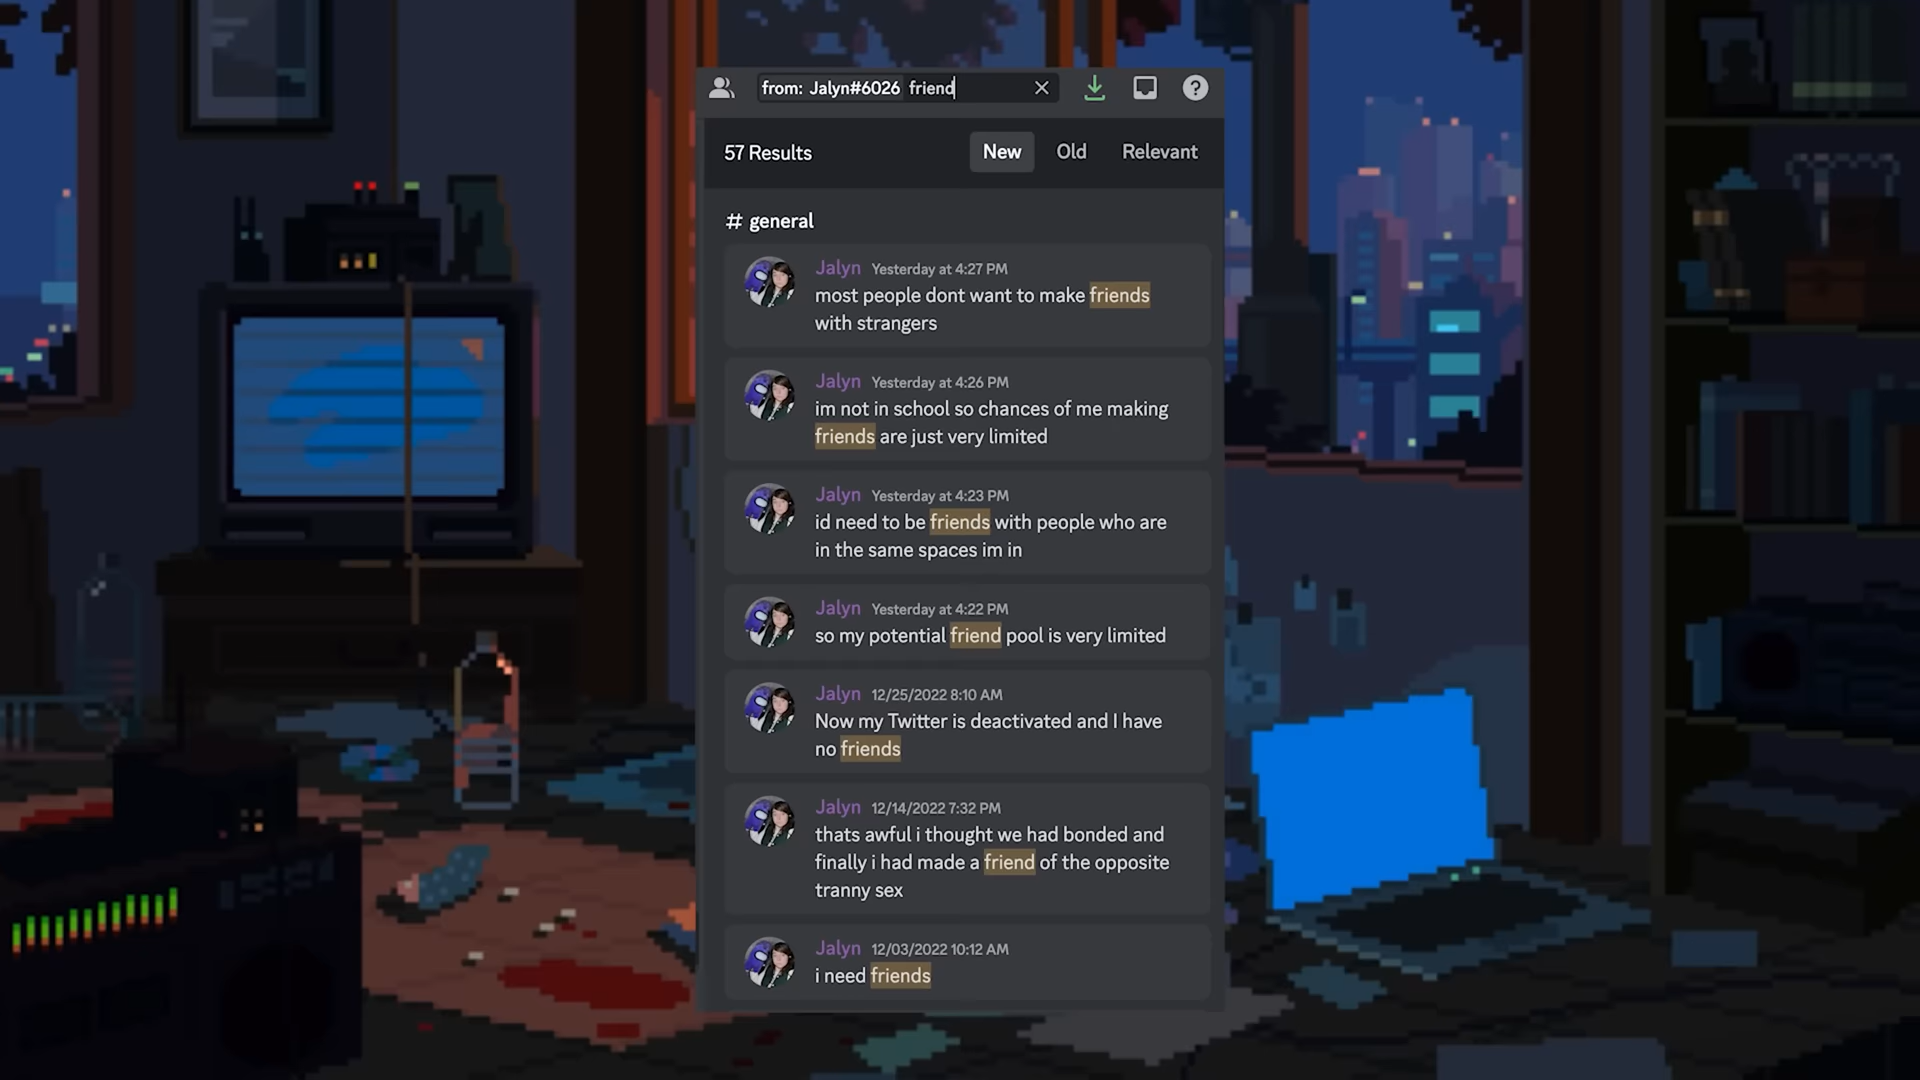 from: Jalyn#6026 friend
57 Results
New Old Relevant
# general
Jalyn Yesterday at 4:27 PM
most people dont want to make friends
with strangers
Jalyn Yesterday at 4:26 PM
im not in school so chances of me making
friends are just very limited
Jalyn Yesterday at 4:23 PM
id need to be friends with people who are
in the same spaces im in
Jalyn Yesterday at 4:22 PM
so my potential friend pool is very limited
Jalyn 12/25/2022 8:10 AM
Now my Twitter is deactivated and I have
no friends
Jalyn 12/14/2022 7:32 PM
thats awful i thought we had bonded and
finally i had made a friend of the opposite
tranny sex
Jalyn 12/03/2022 10:12 AM
i need friends